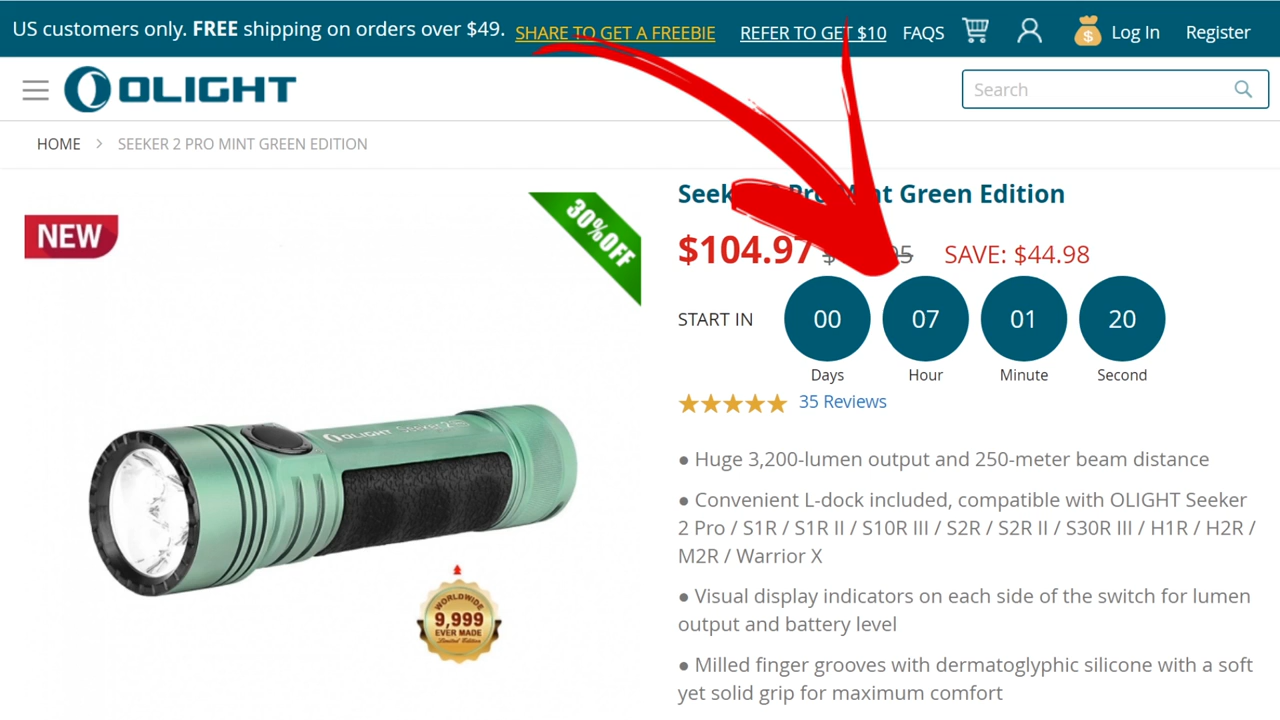 US customers only. FREE shipping on orders over $49. SHARE TO GET A FREEBIE REFER TO GET $10 FAQS Log In Register
OLIGHT
Search
HOME > SEEKER 2 PRO MINT GREEN EDITION
NEW
30%OFF
Green Edition
$104.97 SAVE: $44.98
START IN 00 07 01 20
Days Hour Minute Second
35 Reviews
● Huge 3,200-lumen output and 250-meter beam distance
● Convenient L-dock included, compatible with OLIGHT Seeker
2 Pro / S1R / S1R II / S10R III / S2R / S2R II / S30R III / H1R / H2R /
M2R / Warrior X
● Visual display indicators on each side of the switch for lumen
output and battery level
● Milled finger grooves with dermatoglyphic silicone with a soft
yet solid grip for maximum comfort
OLIGHT Seeker2
WORLDWIDE
9,999
EVER MADE
Limited Edition